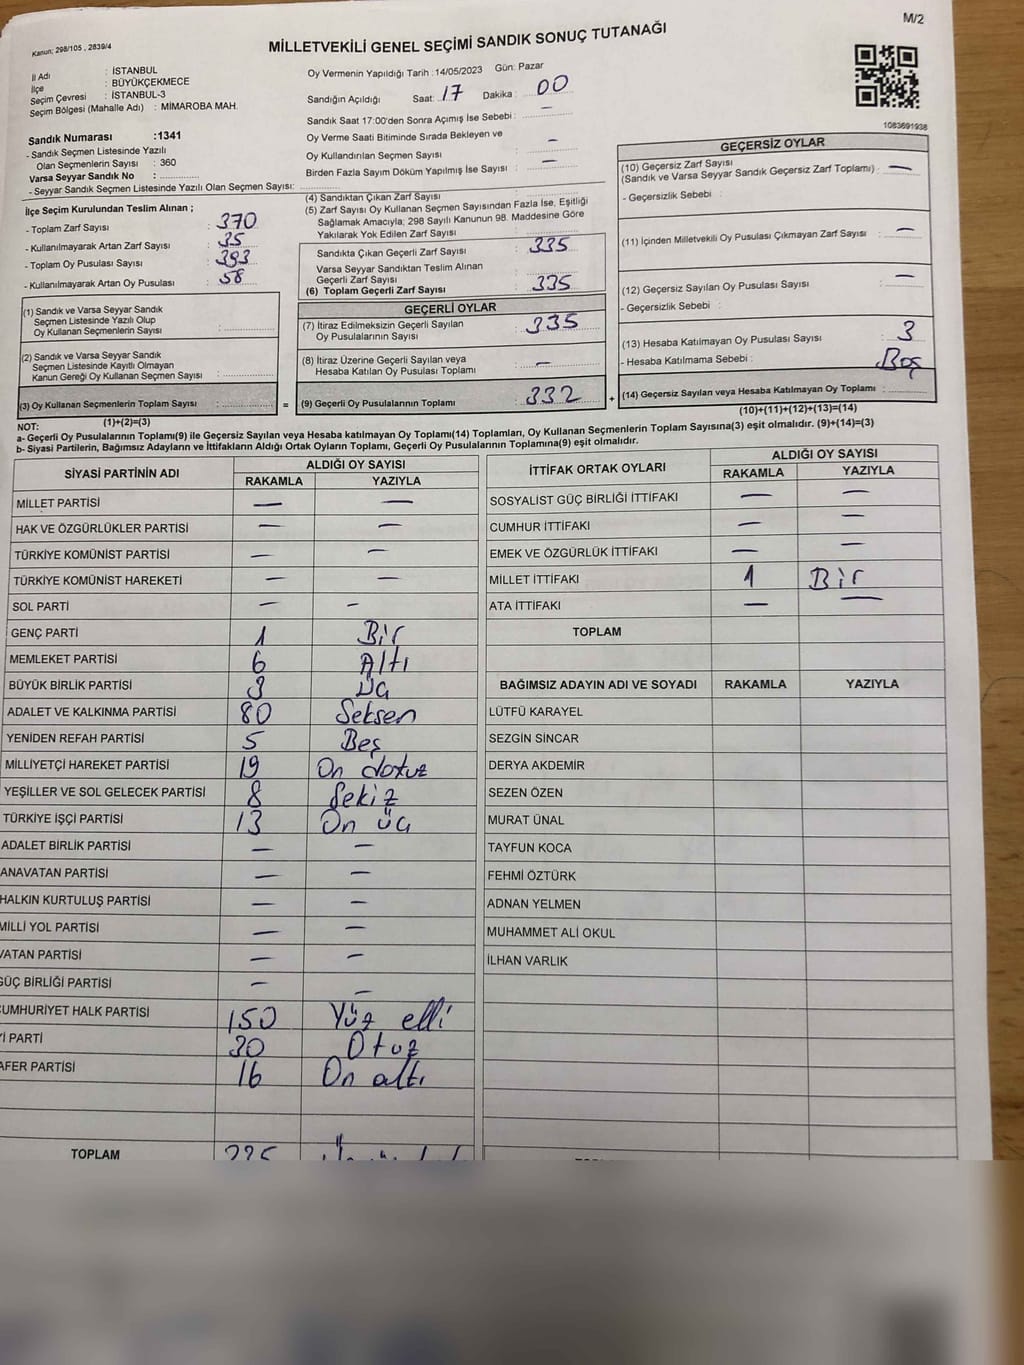 M/2
Kanun: 298/105 , 2839/4
MİLLETVEKİLİ GENEL SEÇİMİ SANDIK SONUÇ TUTANAĞI
İl Adı : İSTANBUL
İlçe : BÜYÜKÇEKMECE
Seçim Çevresi : İSTANBUL-3
Seçim Bölgesi (Mahalle Adı) : MİMAROBA MAH.
Sandık Numarası :1341
- Sandık Seçmen Listesinde Yazılı
Olan Seçmenlerin Sayısı : 360
Varsa Seyyar Sandık No :
- Seyyar Sandık Seçmen Listesinde Yazılı Olan Seçmen Sayısı:
Oy Vermenin Yapıldığı Tarih :14/05/2023 Gün: Pazar
Sandığın Açıldığı Saat: 17 Dakika : 00
Sandık Saat 17:00'den Sonra Açımış İse Sebebi : —
Oy Verme Saati Bitiminde Sırada Bekleyen ve
Oy Kullandırılan Seçmen Sayısı : —
Birden Fazla Sayım Döküm Yapılmış İse Sayısı : —
1083691938
İlçe Seçim Kurulundan Teslim Alınan ;
- Toplam Zarf Sayısı : 370
- Kullanılmayarak Artan Zarf Sayısı : 35
- Toplam Oy Pusulası Sayısı : 393
- Kullanılmayarak Artan Oy Pusulası : 58
(1) Sandık ve Varsa Seyyar Sandık
Seçmen Listesinde Yazılı Olup
Oy Kullanan Seçmenlerin Sayısı :
(2) Sandık ve Varsa Seyyar Sandık
Seçmen Listesinde Kayıtlı Olmayan
Kanun Gereği Oy Kullanan Seçmen Sayısı :
(3) Oy Kullanan Seçmenlerin Toplam Sayısı : =
(1)+(2)=(3)
(4) Sandıktan Çıkan Zarf Sayısı :
(5) Zarf Sayısı Oy Kullanan Seçmen Sayısından Fazla İse, Eşitliği
Sağlamak Amacıyla; 298 Sayılı Kanunun 98. Maddesine Göre
Yakılarak Yok Edilen Zarf Sayısı :
Sandıkta Çıkan Geçerli Zarf Sayısı : 335
Varsa Seyyar Sandıktan Teslim Alınan
Geçerli Zarf Sayısı :
(6) Toplam Geçerli Zarf Sayısı : 335
GEÇERLİ OYLAR
(7) İtiraz Edilmeksizin Geçerli Sayılan
Oy Pusulalarının Sayısı : 335
(8) İtiraz Üzerine Geçerli Sayılan veya
Hesaba Katılan Oy Pusulası Toplamı : —
(9) Geçerli Oy Pusulalarının Toplamı : 332 +
GEÇERSİZ OYLAR
(10) Geçersiz Zarf Sayısı
(Sandık ve Varsa Seyyar Sandık Geçersiz Zarf Toplamı) : —
- Geçersizlik Sebebi :
(11) İçinden Milletvekili Oy Pusulası Çıkmayan Zarf Sayısı : —
(12) Geçersiz Sayılan Oy Pusulası Sayısı : —
- Geçersizlik Sebebi :
(13) Hesaba Katılmayan Oy Pusulası Sayısı : 3
- Hesaba Katılmama Sebebi : Boş
(14) Geçersiz Sayılan veya Hesaba Katılmayan Oy Toplamı :
(10)+(11)+(12)+(13)=(14)
NOT:
a- Geçerli Oy Pusulalarının Toplamı(9) ile Geçersiz Sayılan veya Hesaba katılmayan Oy Toplamı(14) Toplamları, Oy Kullanan Seçmenlerin Toplam Sayısına(3) eşit olmalıdır. (9)+(14)=(3)
b- Siyasi Partilerin, Bağımsız Adayların ve İttifakların Aldığı Ortak Oyların Toplamı, Geçerli Oy Pusulalarının Toplamına(9) eşit olmalıdır.
SİYASİ PARTİNİN ADI ALDIĞI OY SAYISI
RAKAMLA YAZIYLA
MİLLET PARTİSİ — —
HAK VE ÖZGÜRLÜKLER PARTİSİ — —
TÜRKİYE KOMÜNİST PARTİSİ — —
TÜRKİYE KOMÜNİST HAREKETİ — —
SOL PARTİ — —
GENÇ PARTİ 1 Bir
MEMLEKET PARTİSİ 6 Altı
BÜYÜK BİRLİK PARTİSİ 3 Üç
ADALET VE KALKINMA PARTİSİ 80 Seksen
YENİDEN REFAH PARTİSİ 5 Beş
MİLLİYETÇİ HAREKET PARTİSİ 19 On dokuz
YEŞİLLER VE SOL GELECEK PARTİSİ 8 Sekiz
TÜRKİYE İŞÇİ PARTİSİ 13 On üç
ADALET BİRLİK PARTİSİ — —
ANAVATAN PARTİSİ — —
HALKIN KURTULUŞ PARTİSİ — —
MİLLİ YOL PARTİSİ — —
VATAN PARTİSİ — —
GÜÇ BİRLİĞİ PARTİSİ — —
CUMHURİYET HALK PARTİSİ 150 Yüz elli
İYİ PARTİ 30 Otuz
ZAFER PARTİSİ 16 On altı
TOPLAM
İTTİFAK ORTAK OYLARI ALDIĞI OY SAYISI
RAKAMLA YAZIYLA
SOSYALIST GÜÇ BİRLİĞİ İTTİFAKI — —
CUMHUR İTTİFAKI — —
EMEK VE ÖZGÜRLÜK İTTİFAKI — —
MİLLET İTTİFAKI 1 Bir
ATA İTTİFAKI — —
TOPLAM
BAĞIMSIZ ADAYIN ADI VE SOYADI RAKAMLA YAZIYLA
LÜTFÜ KARAYEL
SEZGİN SİNCAR
DERYA AKDEMİR
SEZEN ÖZEN
MURAT ÜNAL
TAYFUN KOCA
FEHMİ ÖZTÜRK
ADNAN YELMEN
MUHAMMET ALİ OKUL
İLHAN VARLIK